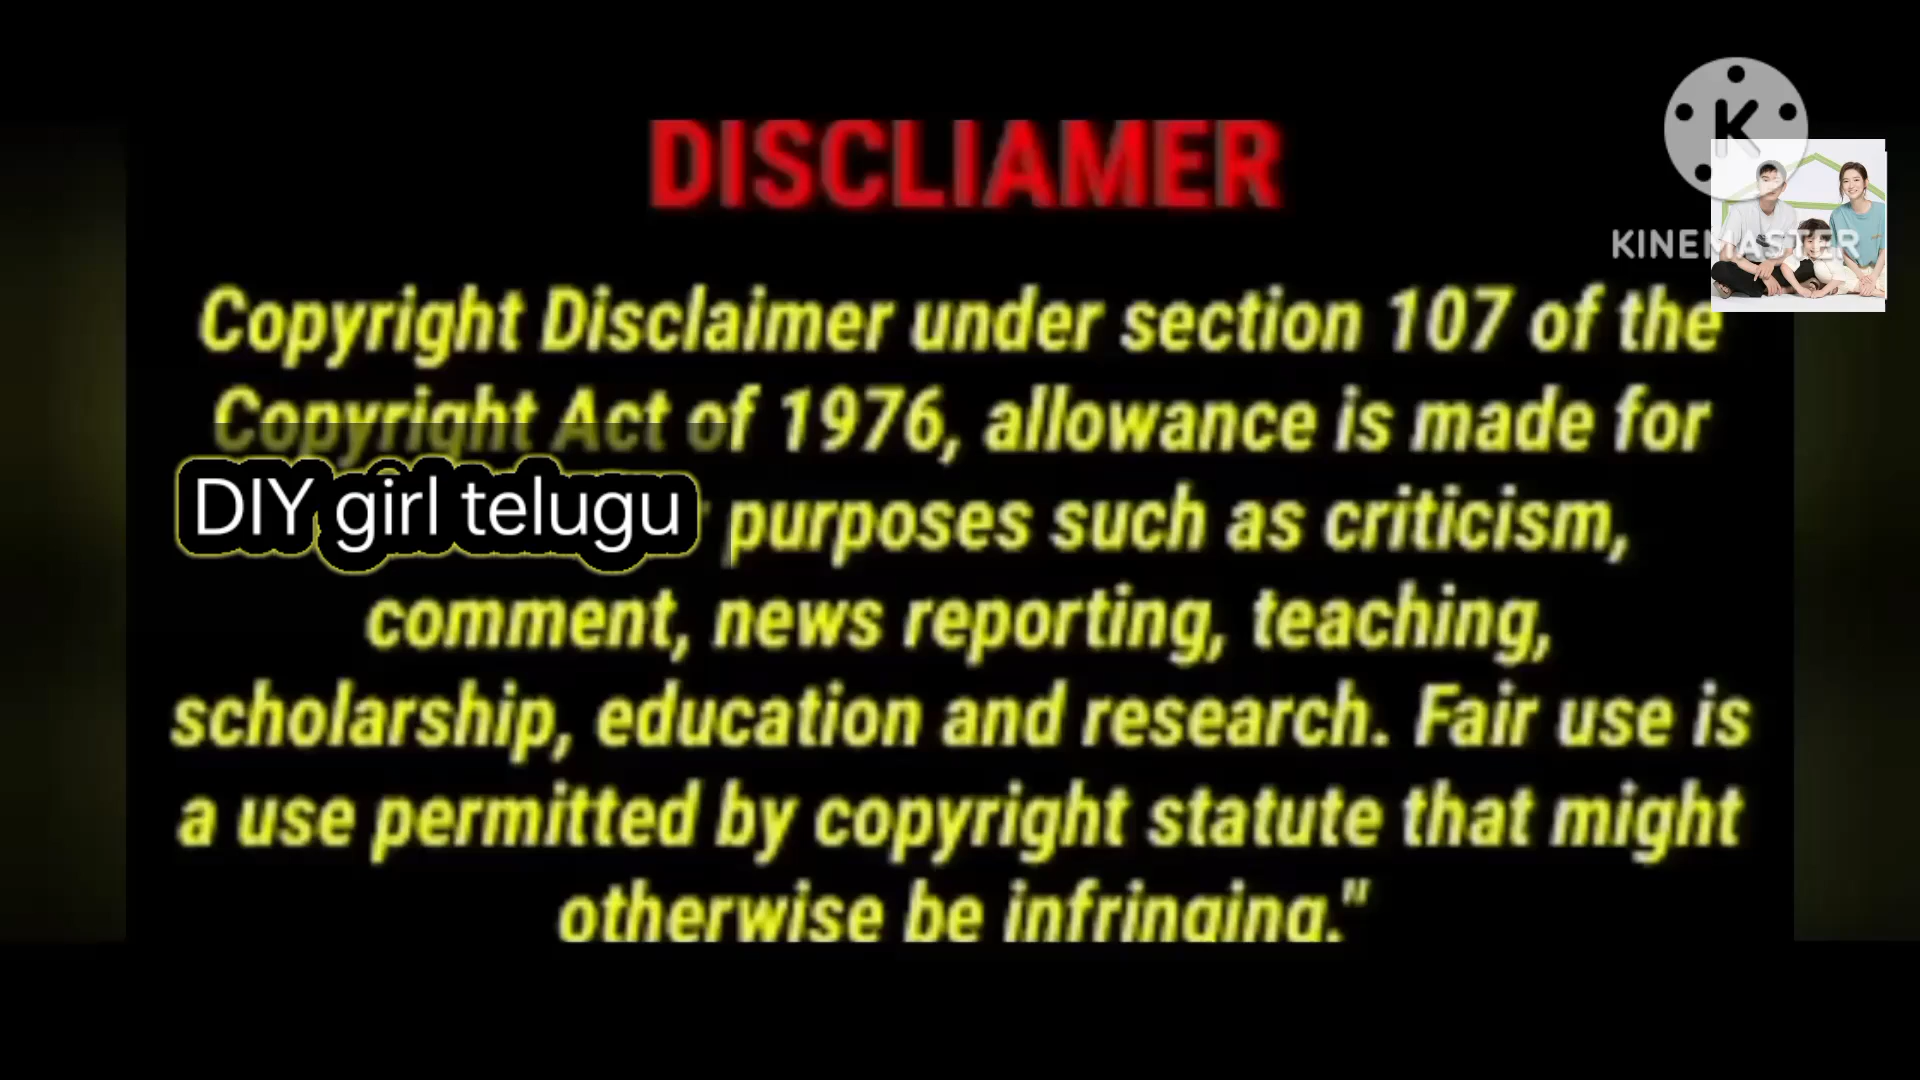 DISCLIAMER
K
KINEMASTER
Copyright Disclaimer under section 107 of the
Copyright Act of 1976, allowance is made for
DIY girl telugu purposes such as criticism,
comment, news reporting, teaching,
scholarship, education and research. Fair use is
a use permitted by copyright statute that might
otherwise be infringing."